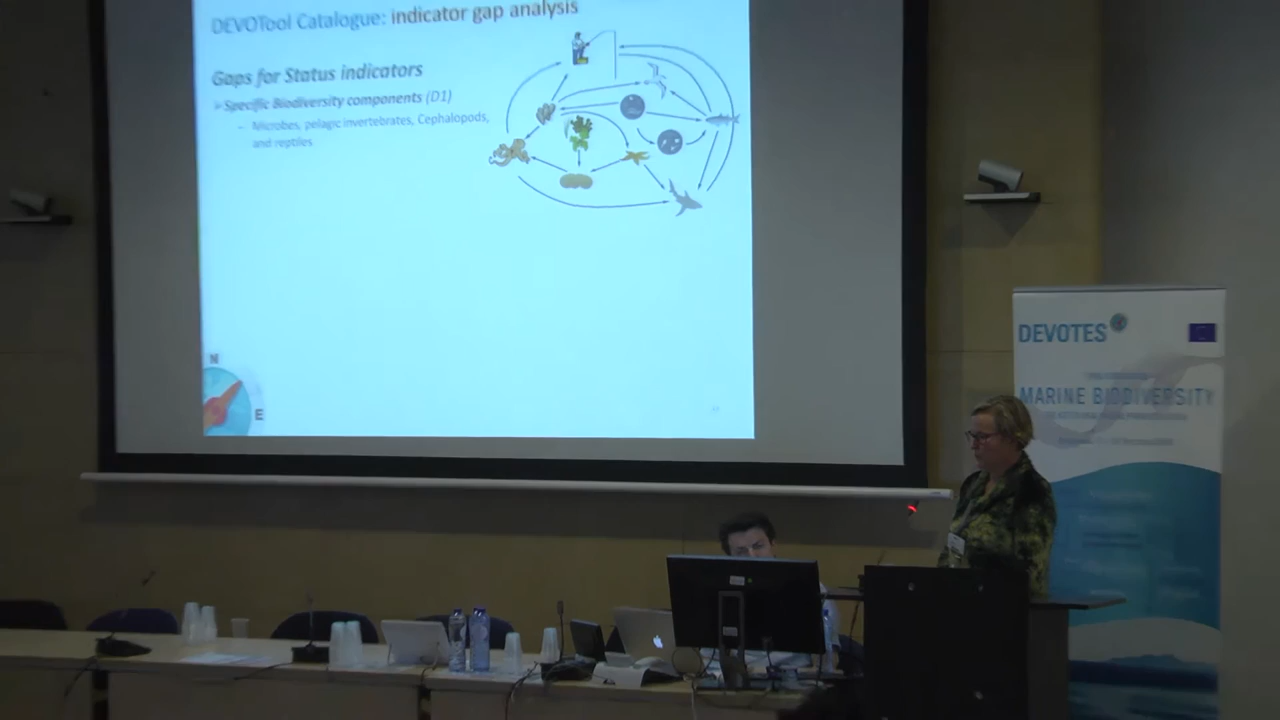 DEVOTool Catalogue: indicator gap analysis
Gaps for Status indicators
Specific Biodiversity components (D1)
– Microbes, pelagic invertebrates, Cephalopods,
and reptiles
N
E
DEVOTES
MARINE BIODIVERSITY